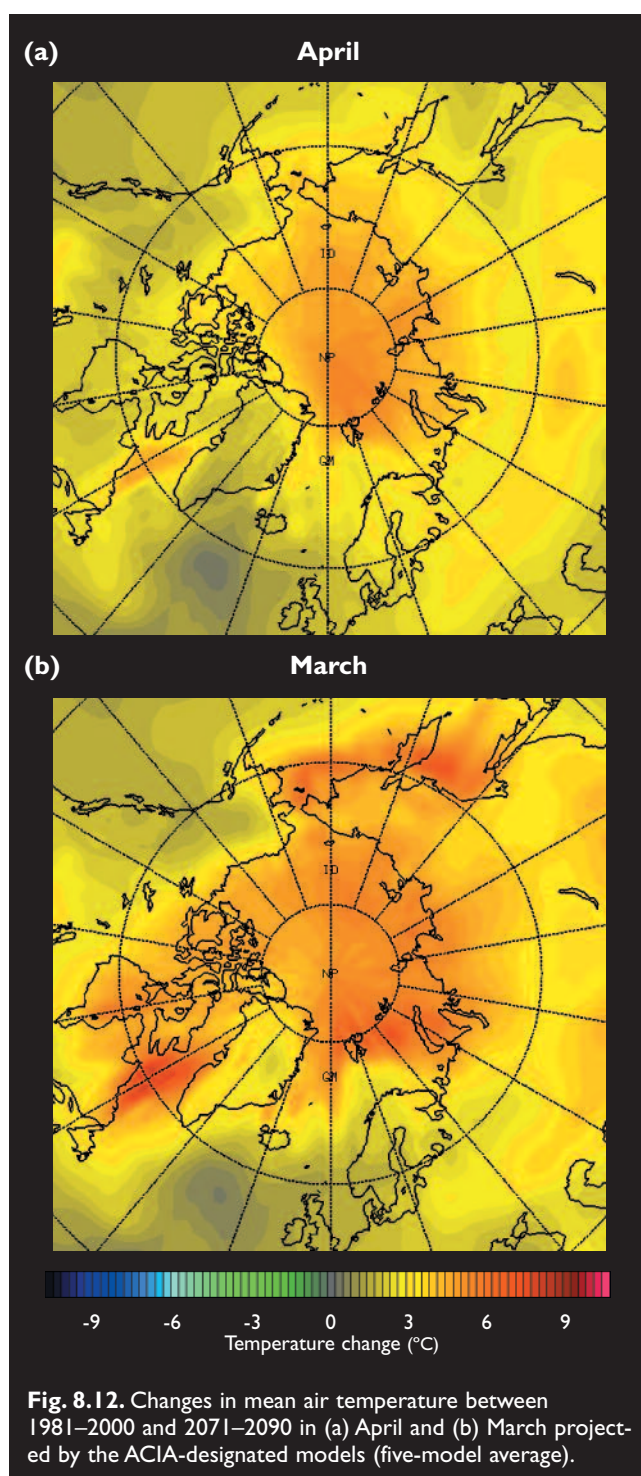 (a) April
ID
NP
GM
(b) March
ID
NP
GM
-9 -6 -3 0 3 6 9
Temperature change (ºC)
Fig. 8.12. Changes in mean air temperature between
1981–2000 and 2071–2090 in (a) April and (b) March project-
ed by the ACIA-designated models (five-model average).